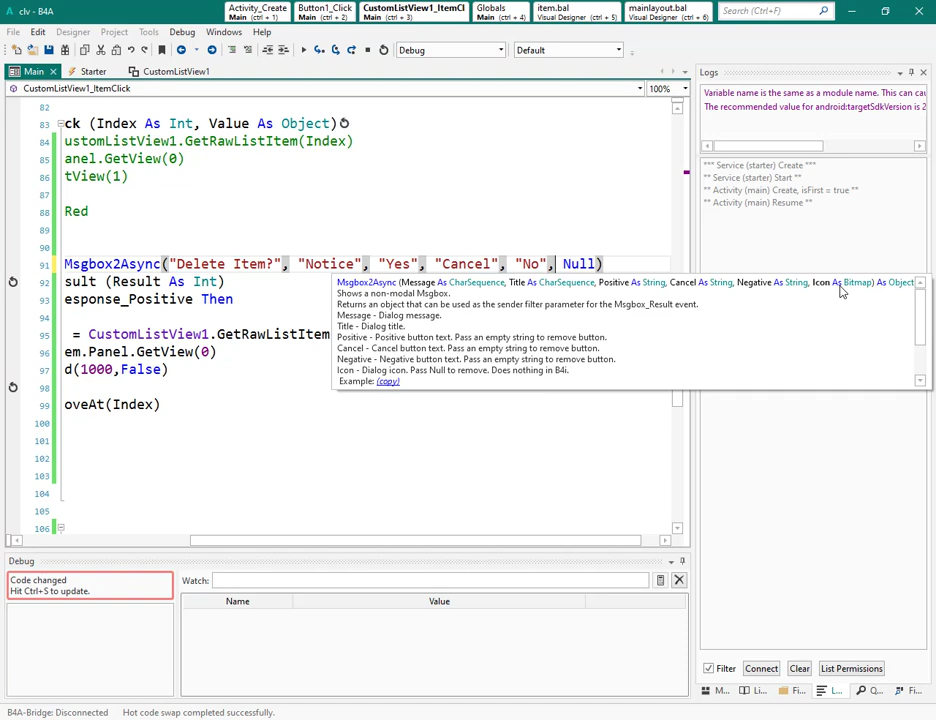 clv - B4A
Activity_Create
Main (ctrl + 1)
Button1_Click
Main (ctrl + 2)
CustomListView1_ItemCl
Main (ctrl + 3)
Globals
Main (ctrl + 4)
item.bal
Visual Designer (ctrl + 5)
mainlayout.bal
Visual Designer (ctrl + 6)
Search (Ctrl+F)
File Edit Designer Project Tools Debug Windows Help
Debug
Default
Main
Starter
CustomListView1
CustomListView1_ItemClick
100%
82
83 ck (Index As Int, Value As Object)
84 ustomListView1.GetRawListItem(Index)
85 anel.GetView(0)
86 tView(1)
87
88 Red
89
90
91 Msgbox2Async("Delete Item?", "Notice", "Yes", "Cancel", "No", Null)
92 sult (Result As Int)
93 esponse_Positive Then
94
95 = CustomListView1.GetRawListItem
96 em.Panel.GetView(0)
97 d(1000,False)
98
99 oveAt(Index)
100
101
102
103
104
105
106
Msgbox2Async (Message As CharSequence, Title As CharSequence, Positive As String, Cancel As String, Negative As String, Icon As Bitmap) As Object
Shows a non-modal Msgbox.
Returns an object that can be used as the sender filter parameter for the Msgbox_Result event.
Message - Dialog message.
Title - Dialog title.
Positive - Positive button text. Pass an empty string to remove button.
Cancel - Cancel button text. Pass an empty string to remove button.
Negative - Negative button text. Pass an empty string to remove button.
Icon - Dialog icon. Pass Null to remove. Does nothing in B4i.
Example: (copy)
Logs
Variable name is the same as a module name. This can cau
The recommended value for android:targetSdkVersion is 2
*** Service (starter) Create ***
** Service (starter) Start **
** Activity (main) Create, isFirst = true **
** Activity (main) Resume **
Filter
Connect
Clear
List Permissions
M...
Li...
Fi...
L...
Q...
Fi...
Debug
Code changed
Hit Ctrl+S to update.
Watch:
Name
Value
B4A-Bridge: Disconnected
Hot code swap completed successfully.